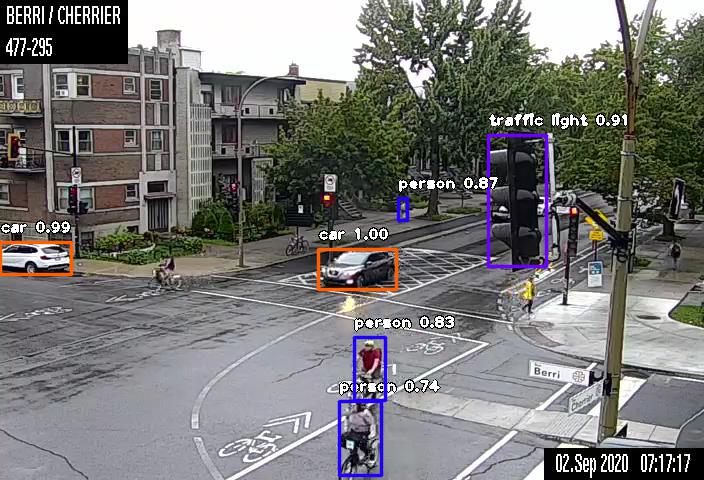 BERRI / CHERRIER
477-295
traffic light 0.91
person 0.87
car 0.99
car 1.00
person 0.83
person 0.74
Berri
Cherrier
02.Sep 2020 07:17:17